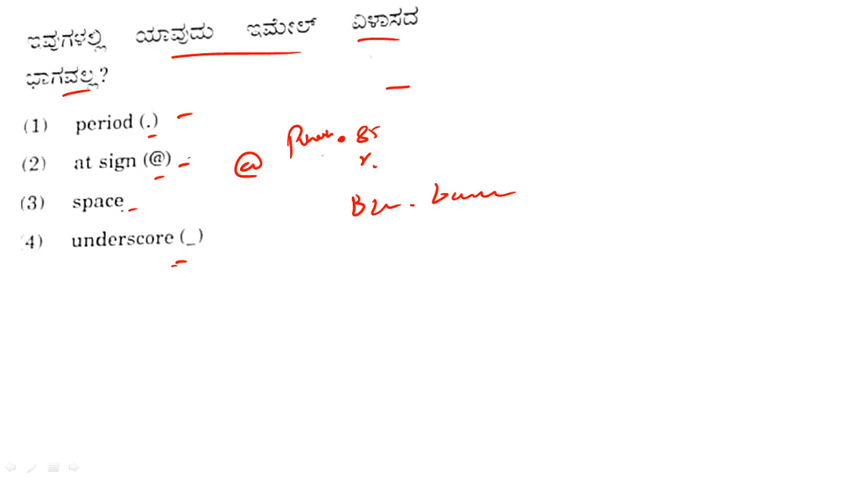 ಇವುಗಳಲ್ಲಿ ಯಾವುದು ಇಮೇಲ್ ವಿಳಾಸದ
ಭಾಗವಲ್ಲ?
(1) period (.)
(2) at sign (@)
@
(3) space
4) underscore (_)